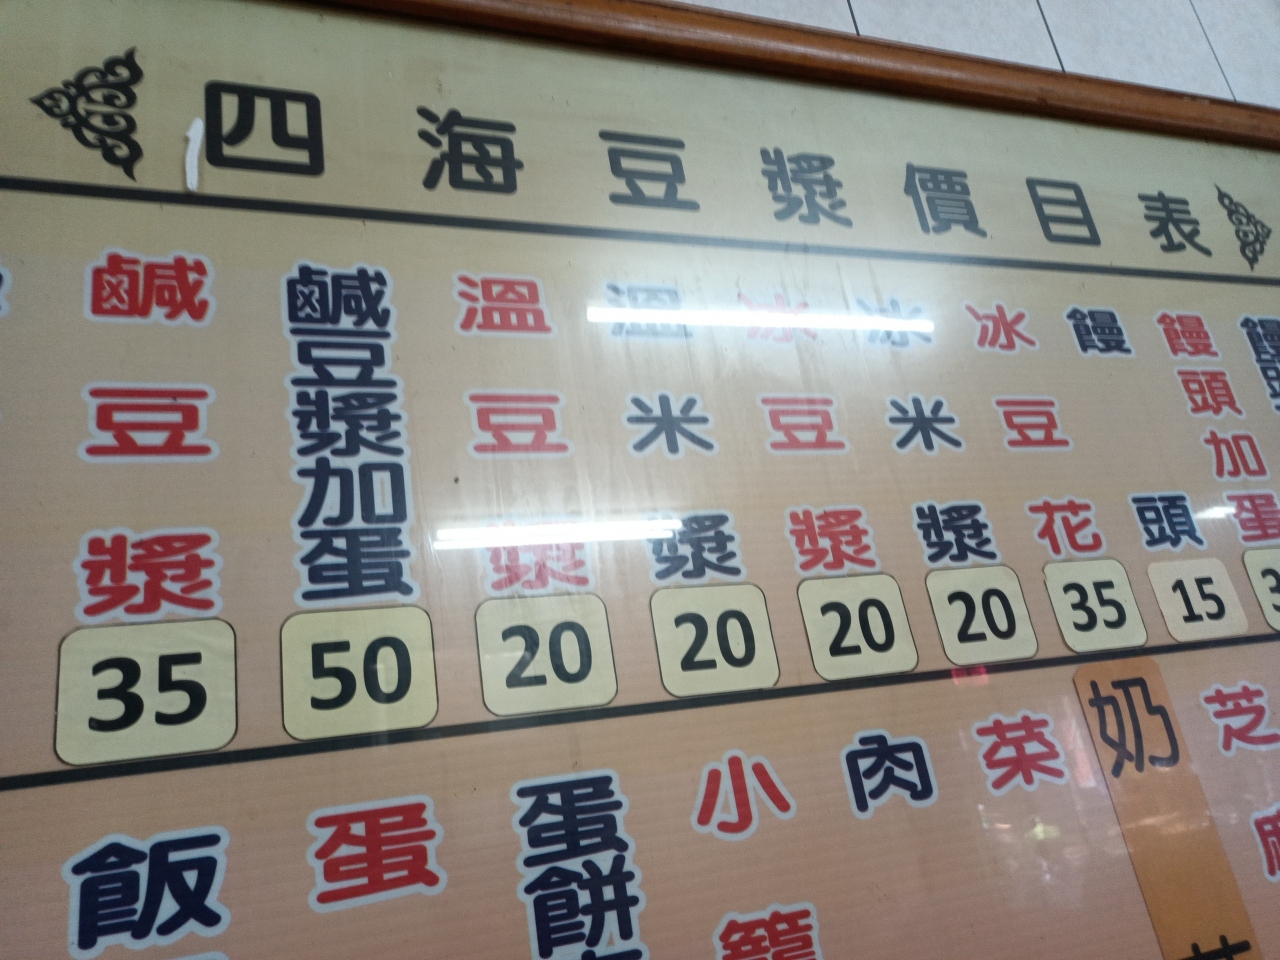 四海豆漿價目表
鹹豆漿
35
鹹豆漿加蛋
50
溫豆漿
20
溫米漿
20
冰豆漿
20
冰米漿
20
冰豆花
35
饅頭
15
饅頭加蛋
飯
蛋
蛋餅
小籠
肉
菜
奶
芝